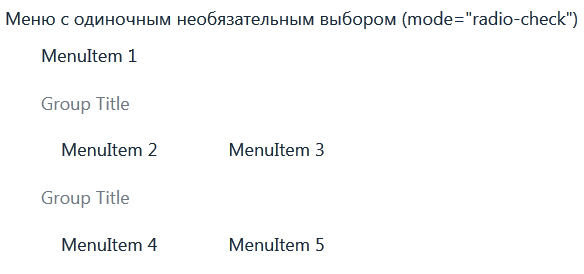 Меню с одиночным необязательным выбором (mode="radio-check")
MenuItem 1
Group Title
MenuItem 2 MenuItem 3
Group Title
MenuItem 4 MenuItem 5